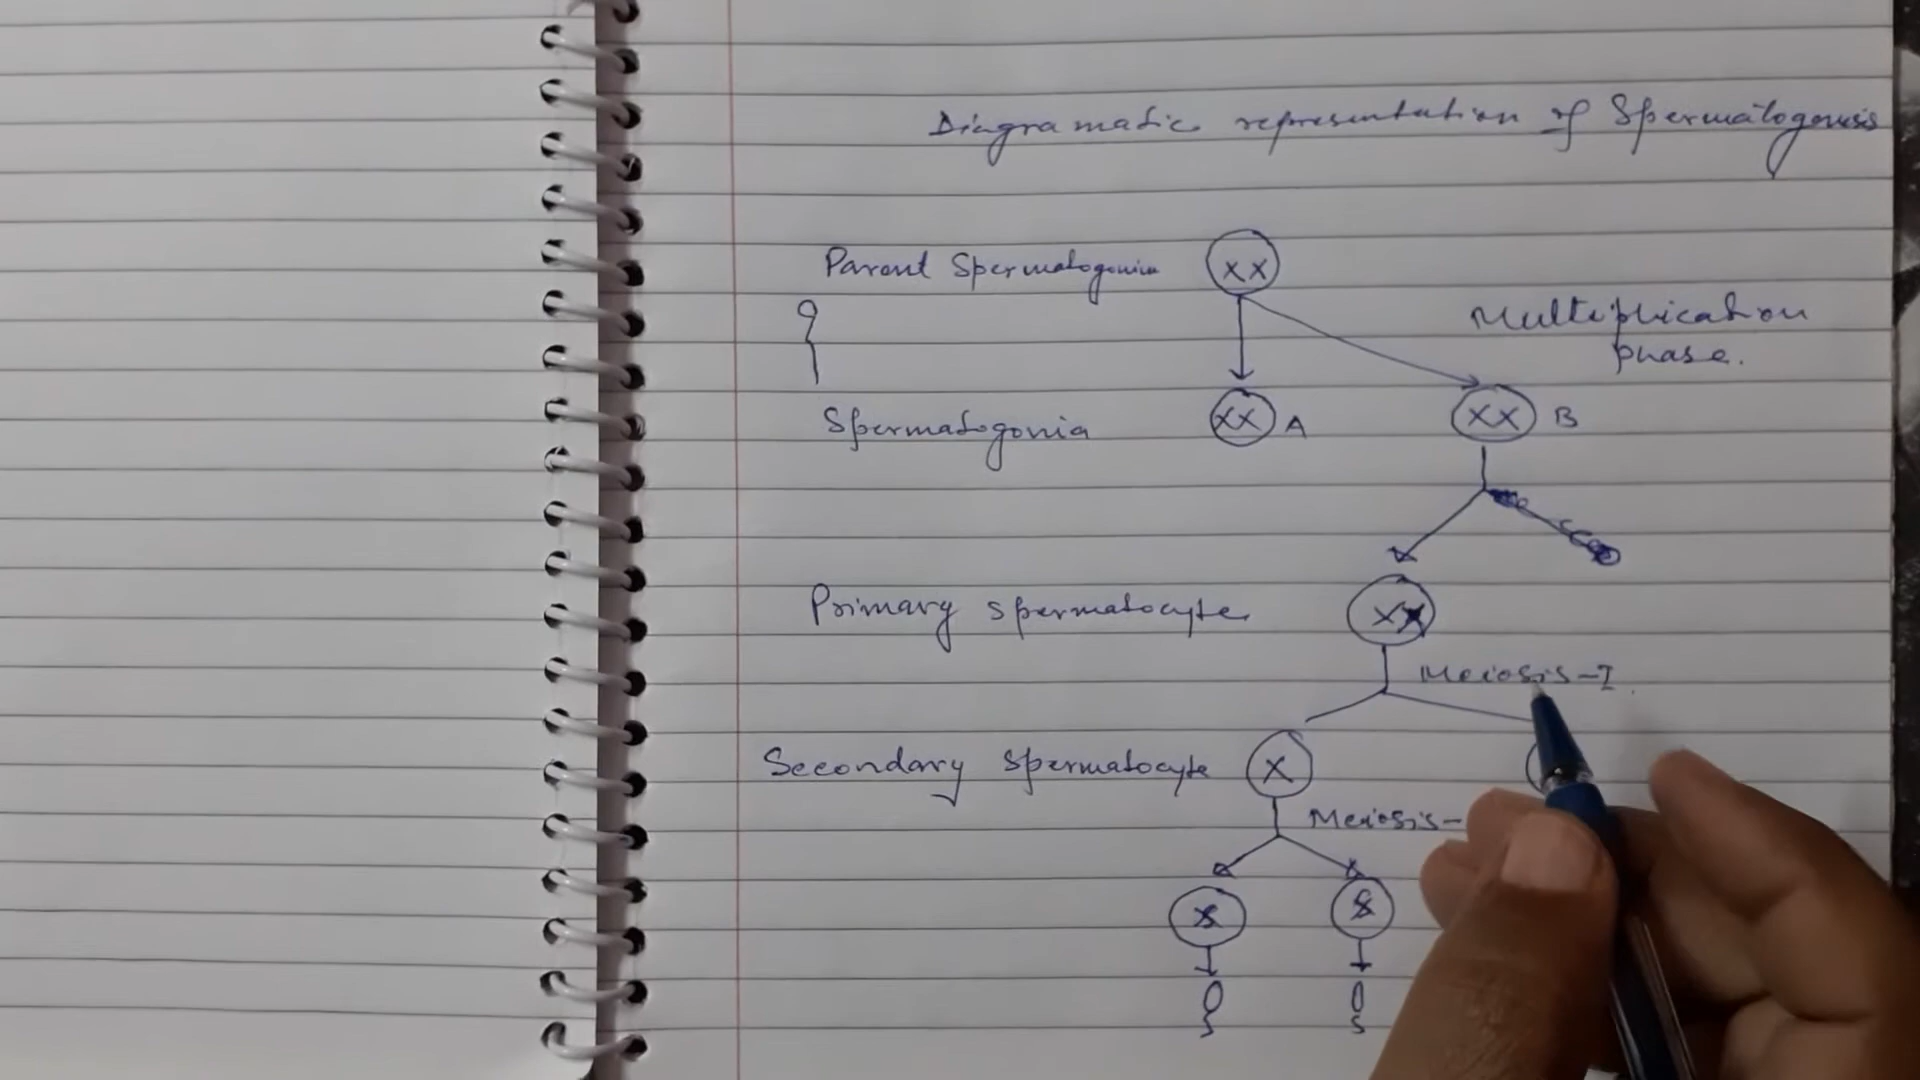 Diagramatic representation of Spermatogenesis
Parent Spermatogonia XX
Multiplication
phase.
Spermatogonia XX A XX B
Primary spermatocyte XX
Meiosis-I
Secondary spermatocyte X
Meiosis-